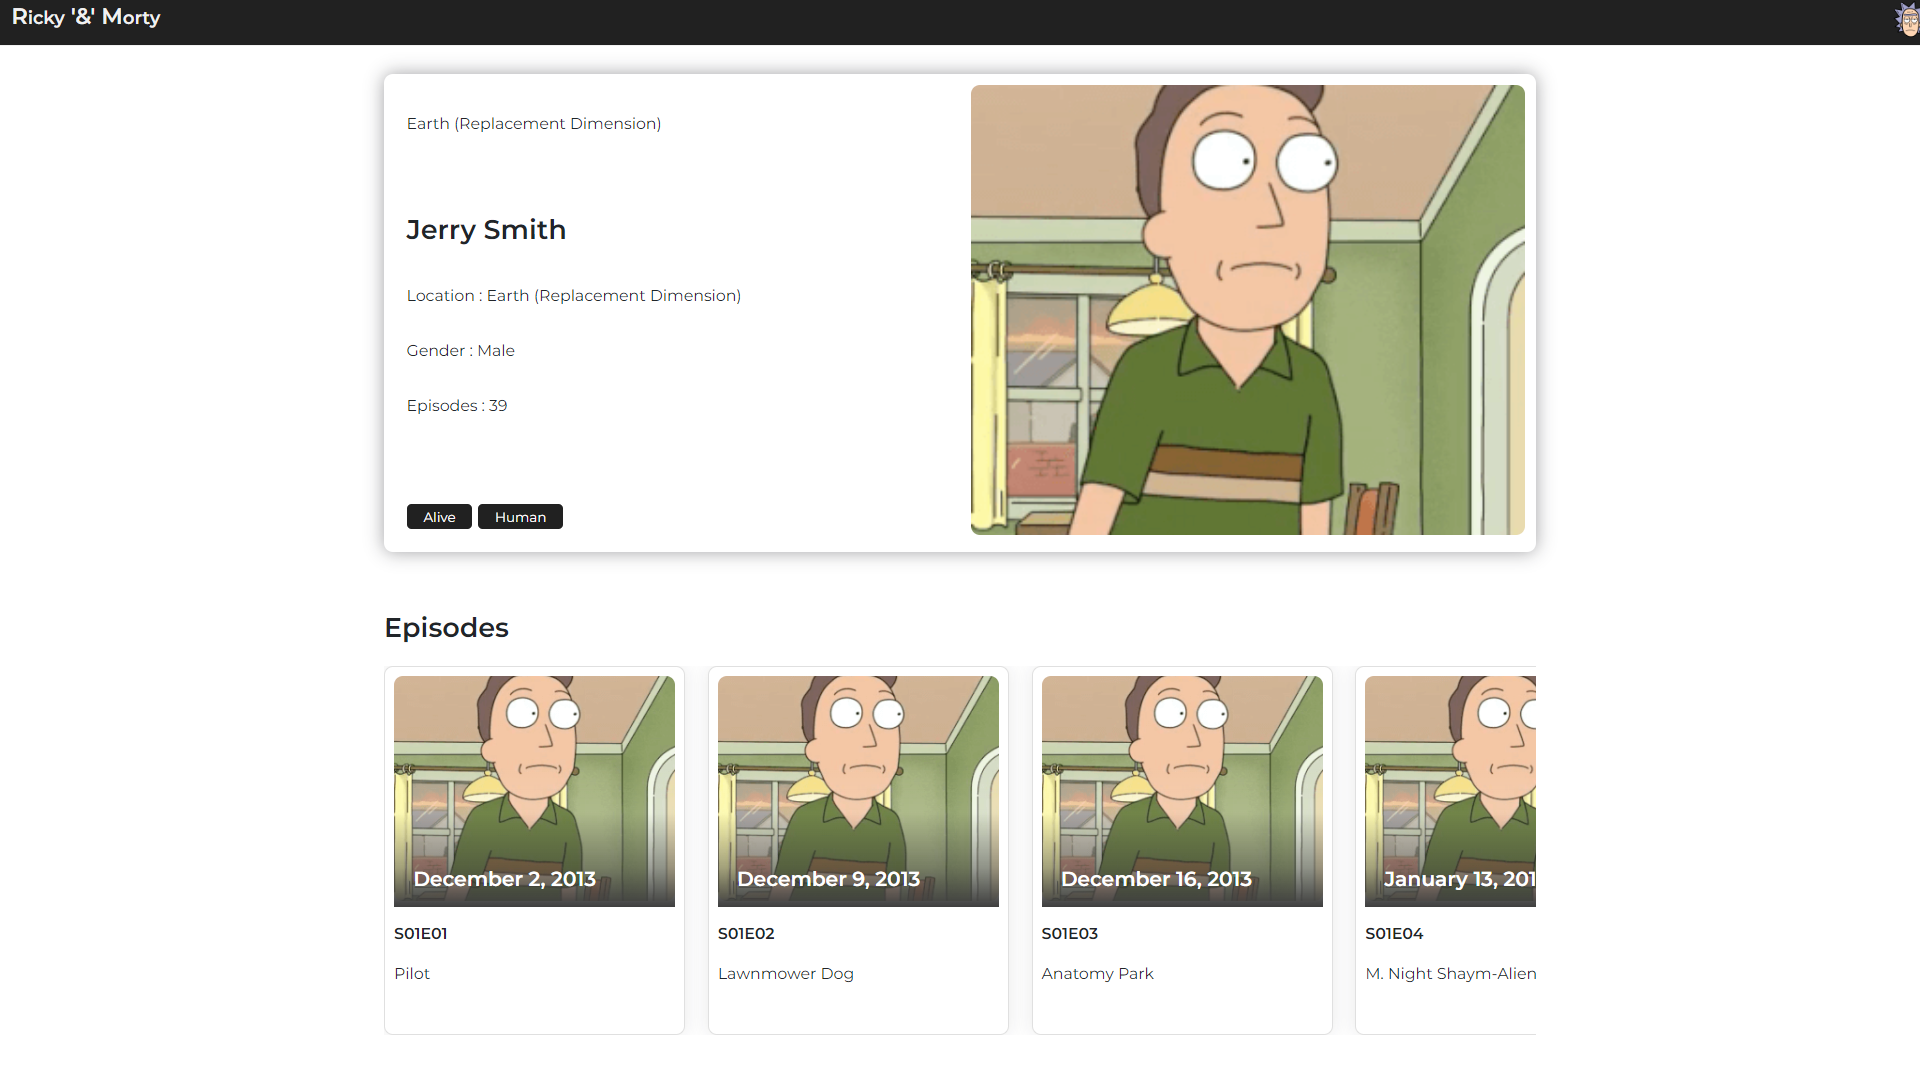 Ricky '&' Morty
Earth (Replacement Dimension)
Jerry Smith
Location : Earth (Replacement Dimension)
Gender : Male
Episodes : 39
Alive
Human
Episodes
December 2, 2013
S01E01
Pilot
December 9, 2013
S01E02
Lawnmower Dog
December 16, 2013
S01E03
Anatomy Park
January 13, 201
S01E04
M. Night Shaym-Alien